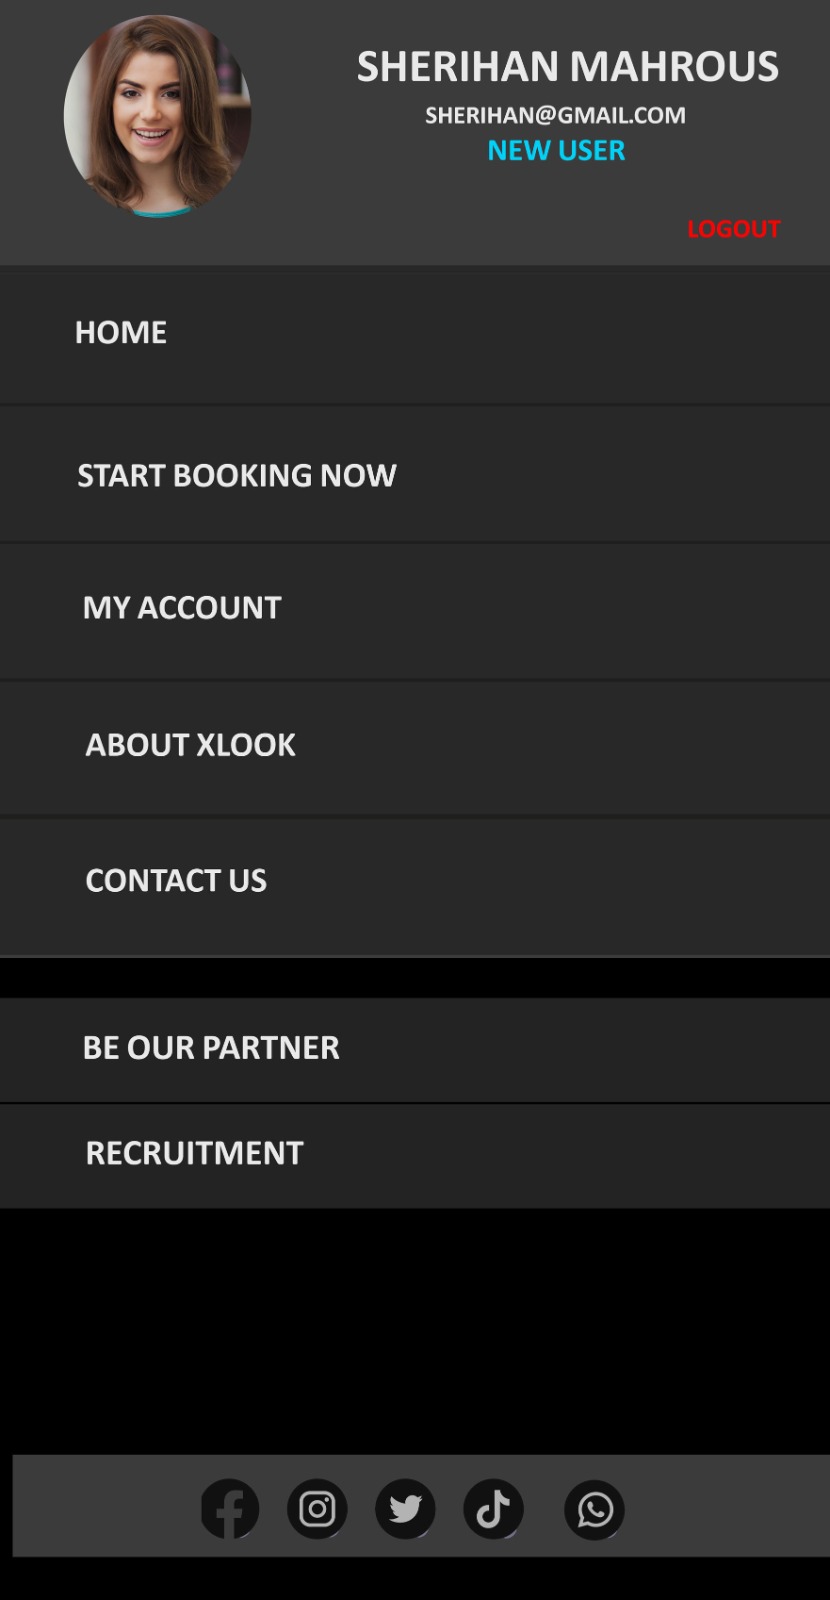 SHERIHAN MAHROUS
SHERIHAN@GMAIL.COM
NEW USER
LOGOUT
HOME
START BOOKING NOW
MY ACCOUNT
ABOUT XLOOK
CONTACT US
BE OUR PARTNER
RECRUITMENT